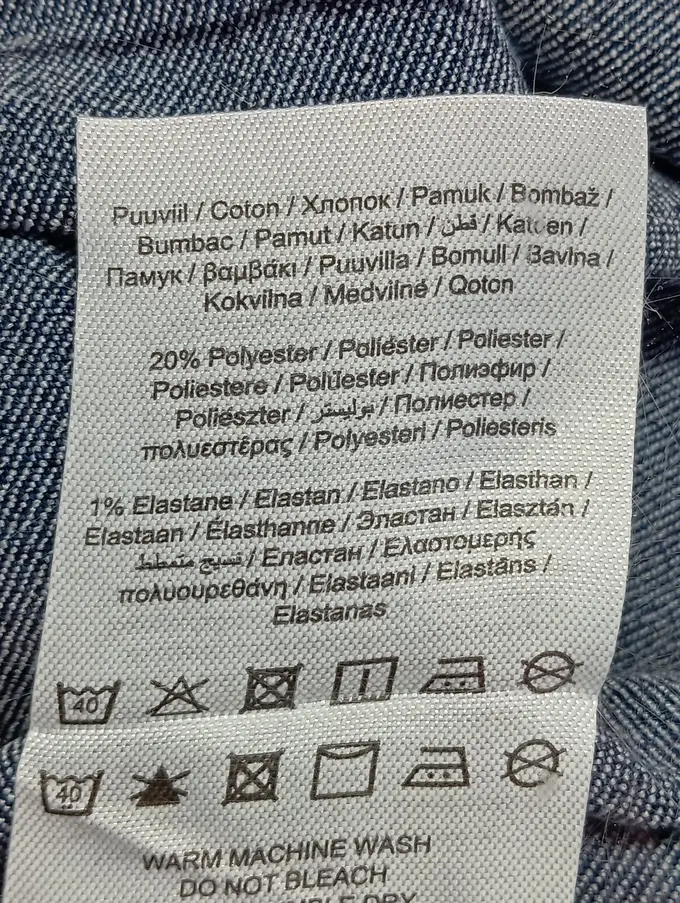 Puuvill / Coton / Хлопок / Pamuk / Bombaž /
Bumbac / Pamut / Katun / قطن /
Памук / βαμβάκι / Puuvilla / Bomull / Bavlna /
Kokvilna / Medvilnė / Qoton
20% Polyester / Poliéster / Poliester /
Poliestere / Polüester / Полиэфир /
Poliészter / بوليستر / Полиестер /
πολυεστέρας / Polyesteri / Poliesteris
1% Elastane / Elastan / Elastano / Elasthan /
Elastaan / Élasthanne / Эластан / Elasztán /
نسيج متمطط / Еластан / Ελαστομερής
πολυουρεθάνη / Elastaani / Elastāns /
Elastanas
40
40
WARM MACHINE WASH
DO NOT BLEACH
DRY